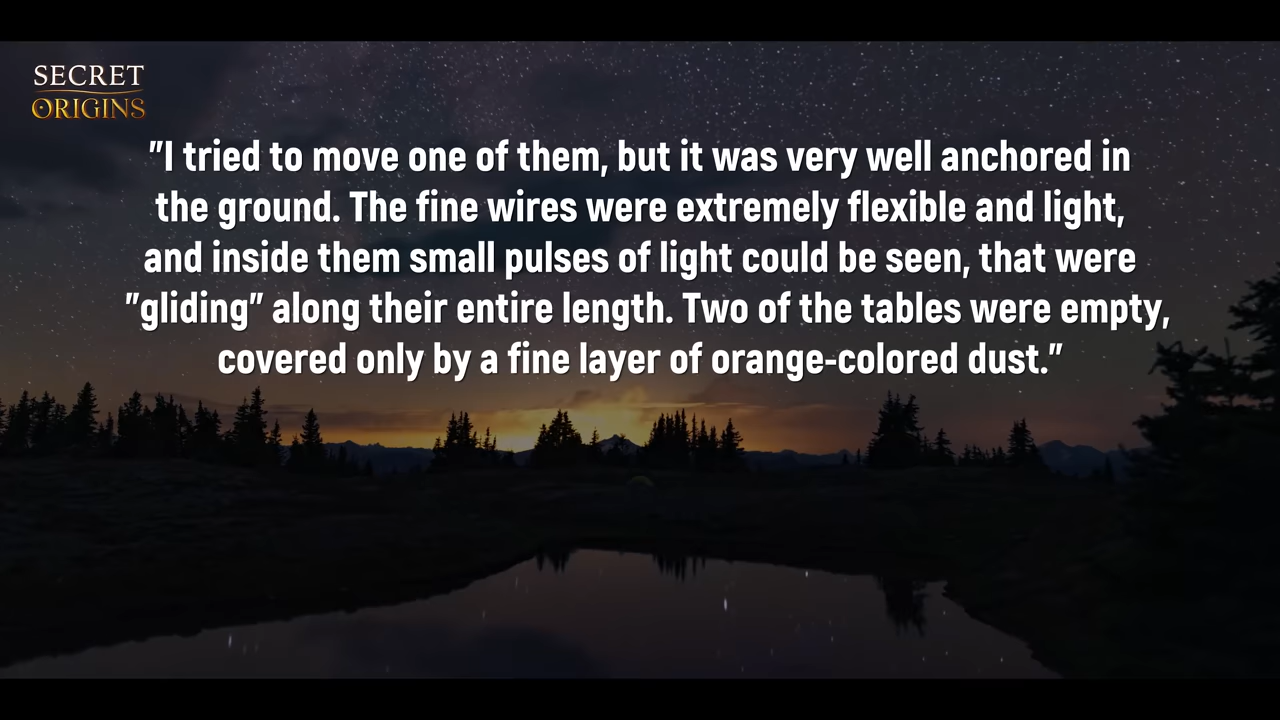 SECRET
ORIGINS
"I tried to move one of them, but it was very well anchored in
the ground. The fine wires were extremely flexible and light,
and inside them small pulses of light could be seen, that were
"gliding" along their entire length. Two of the tables were empty,
covered only by a fine layer of orange-colored dust."